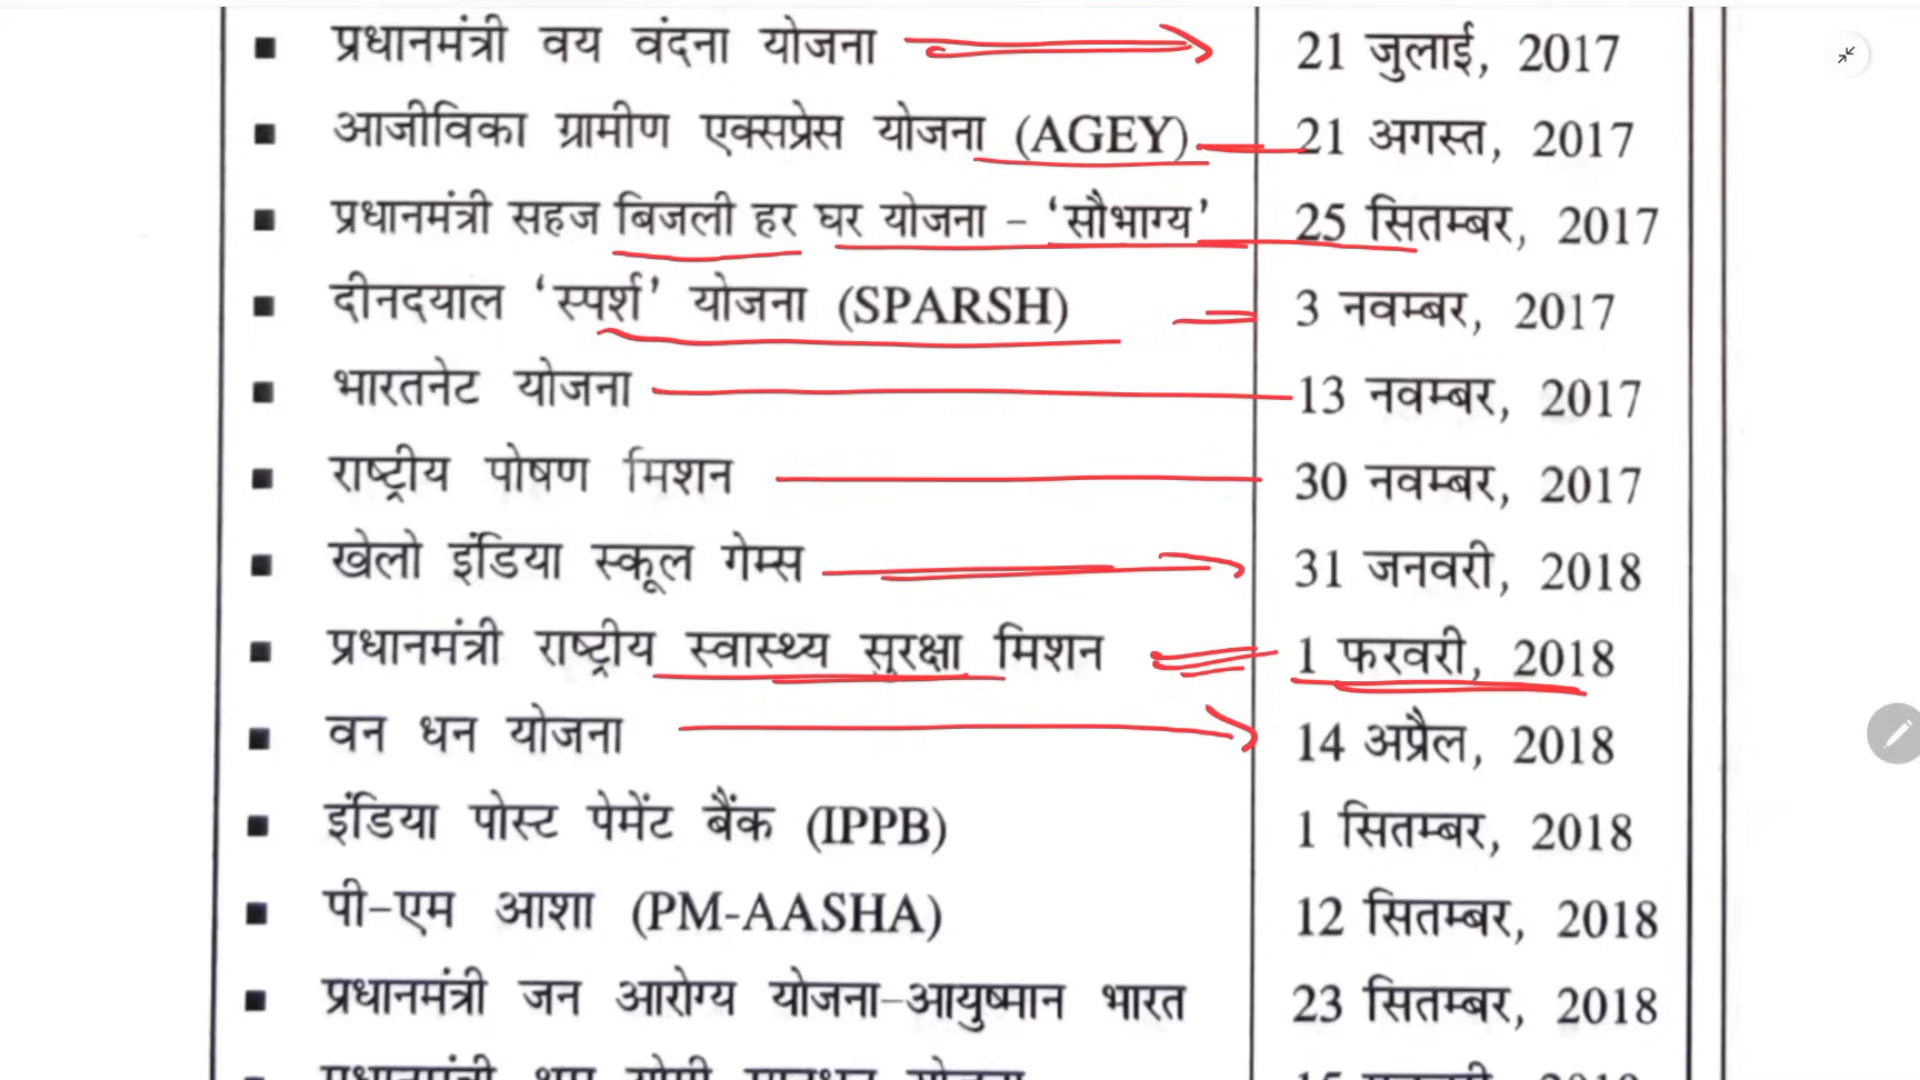 प्रधानमंत्री वय वंदना योजना 21 जुलाई, 2017
आजीविका ग्रामीण एक्सप्रेस योजना (AGEY) 21 अगस्त, 2017
प्रधानमंत्री सहज बिजली हर घर योजना – ‘सौभाग्य’ 25 सितम्बर, 2017
दीनदयाल ‘स्पर्श’ योजना (SPARSH) 3 नवम्बर, 2017
भारतनेट योजना 13 नवम्बर, 2017
राष्ट्रीय पोषण मिशन 30 नवम्बर, 2017
खेलो इंडिया स्कूल गेम्स 31 जनवरी, 2018
प्रधानमंत्री राष्ट्रीय स्वास्थ्य सुरक्षा मिशन 1 फरवरी, 2018
वन धन योजना 14 अप्रैल, 2018
इंडिया पोस्ट पेमेंट बैंक (IPPB) 1 सितम्बर, 2018
पी–एम आशा (PM-AASHA) 12 सितम्बर, 2018
प्रधानमंत्री जन आरोग्य योजना–आयुष्मान भारत 23 सितम्बर, 2018